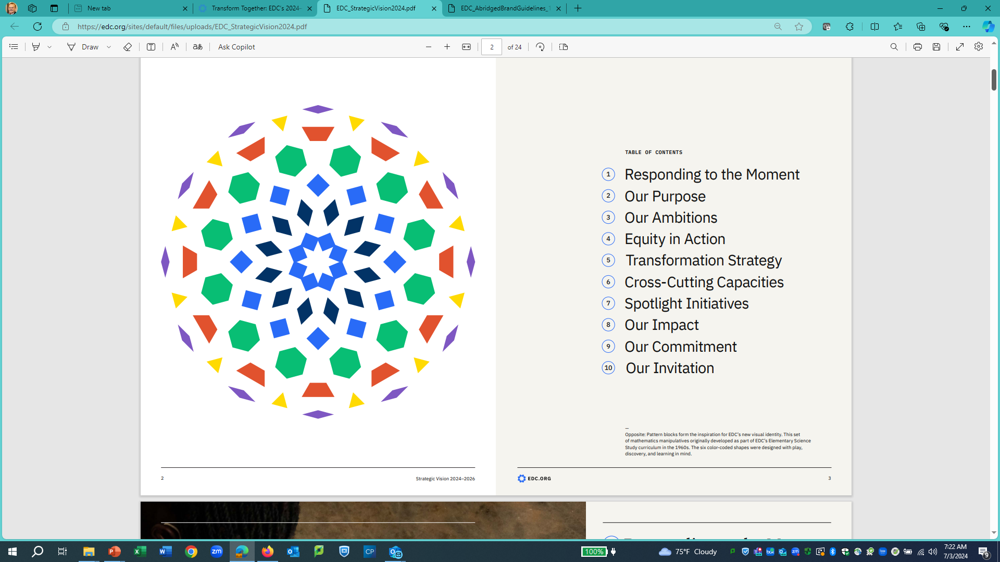 New tab
Transform Together: EDC's 2024-
EDC_StrategicVision2024.pdf
EDC_AbridgedBrandGuidelines_1
https://edc.org/sites/default/files/uploads/EDC_StrategicVision2024.pdf
Draw
Ask Copilot
2 of 24
TABLE OF CONTENTS
1 Responding to the Moment
2 Our Purpose
3 Our Ambitions
4 Equity in Action
5 Transformation Strategy
6 Cross-Cutting Capacities
7 Spotlight Initiatives
8 Our Impact
9 Our Commitment
10 Our Invitation
—
Opposite: Pattern blocks form the inspiration for EDC's new visual identity. This set
of mathematics manipulatives originally developed as part of EDC's Elementary Science
Study curriculum in the 1960s. The six color-coded shapes were designed with play,
discovery, and learning in mind.
2
Strategic Vision 2024–2026
EDC.ORG
3
zm
CP
100%
75°F Cloudy
7:22 AM
7/3/2024
9